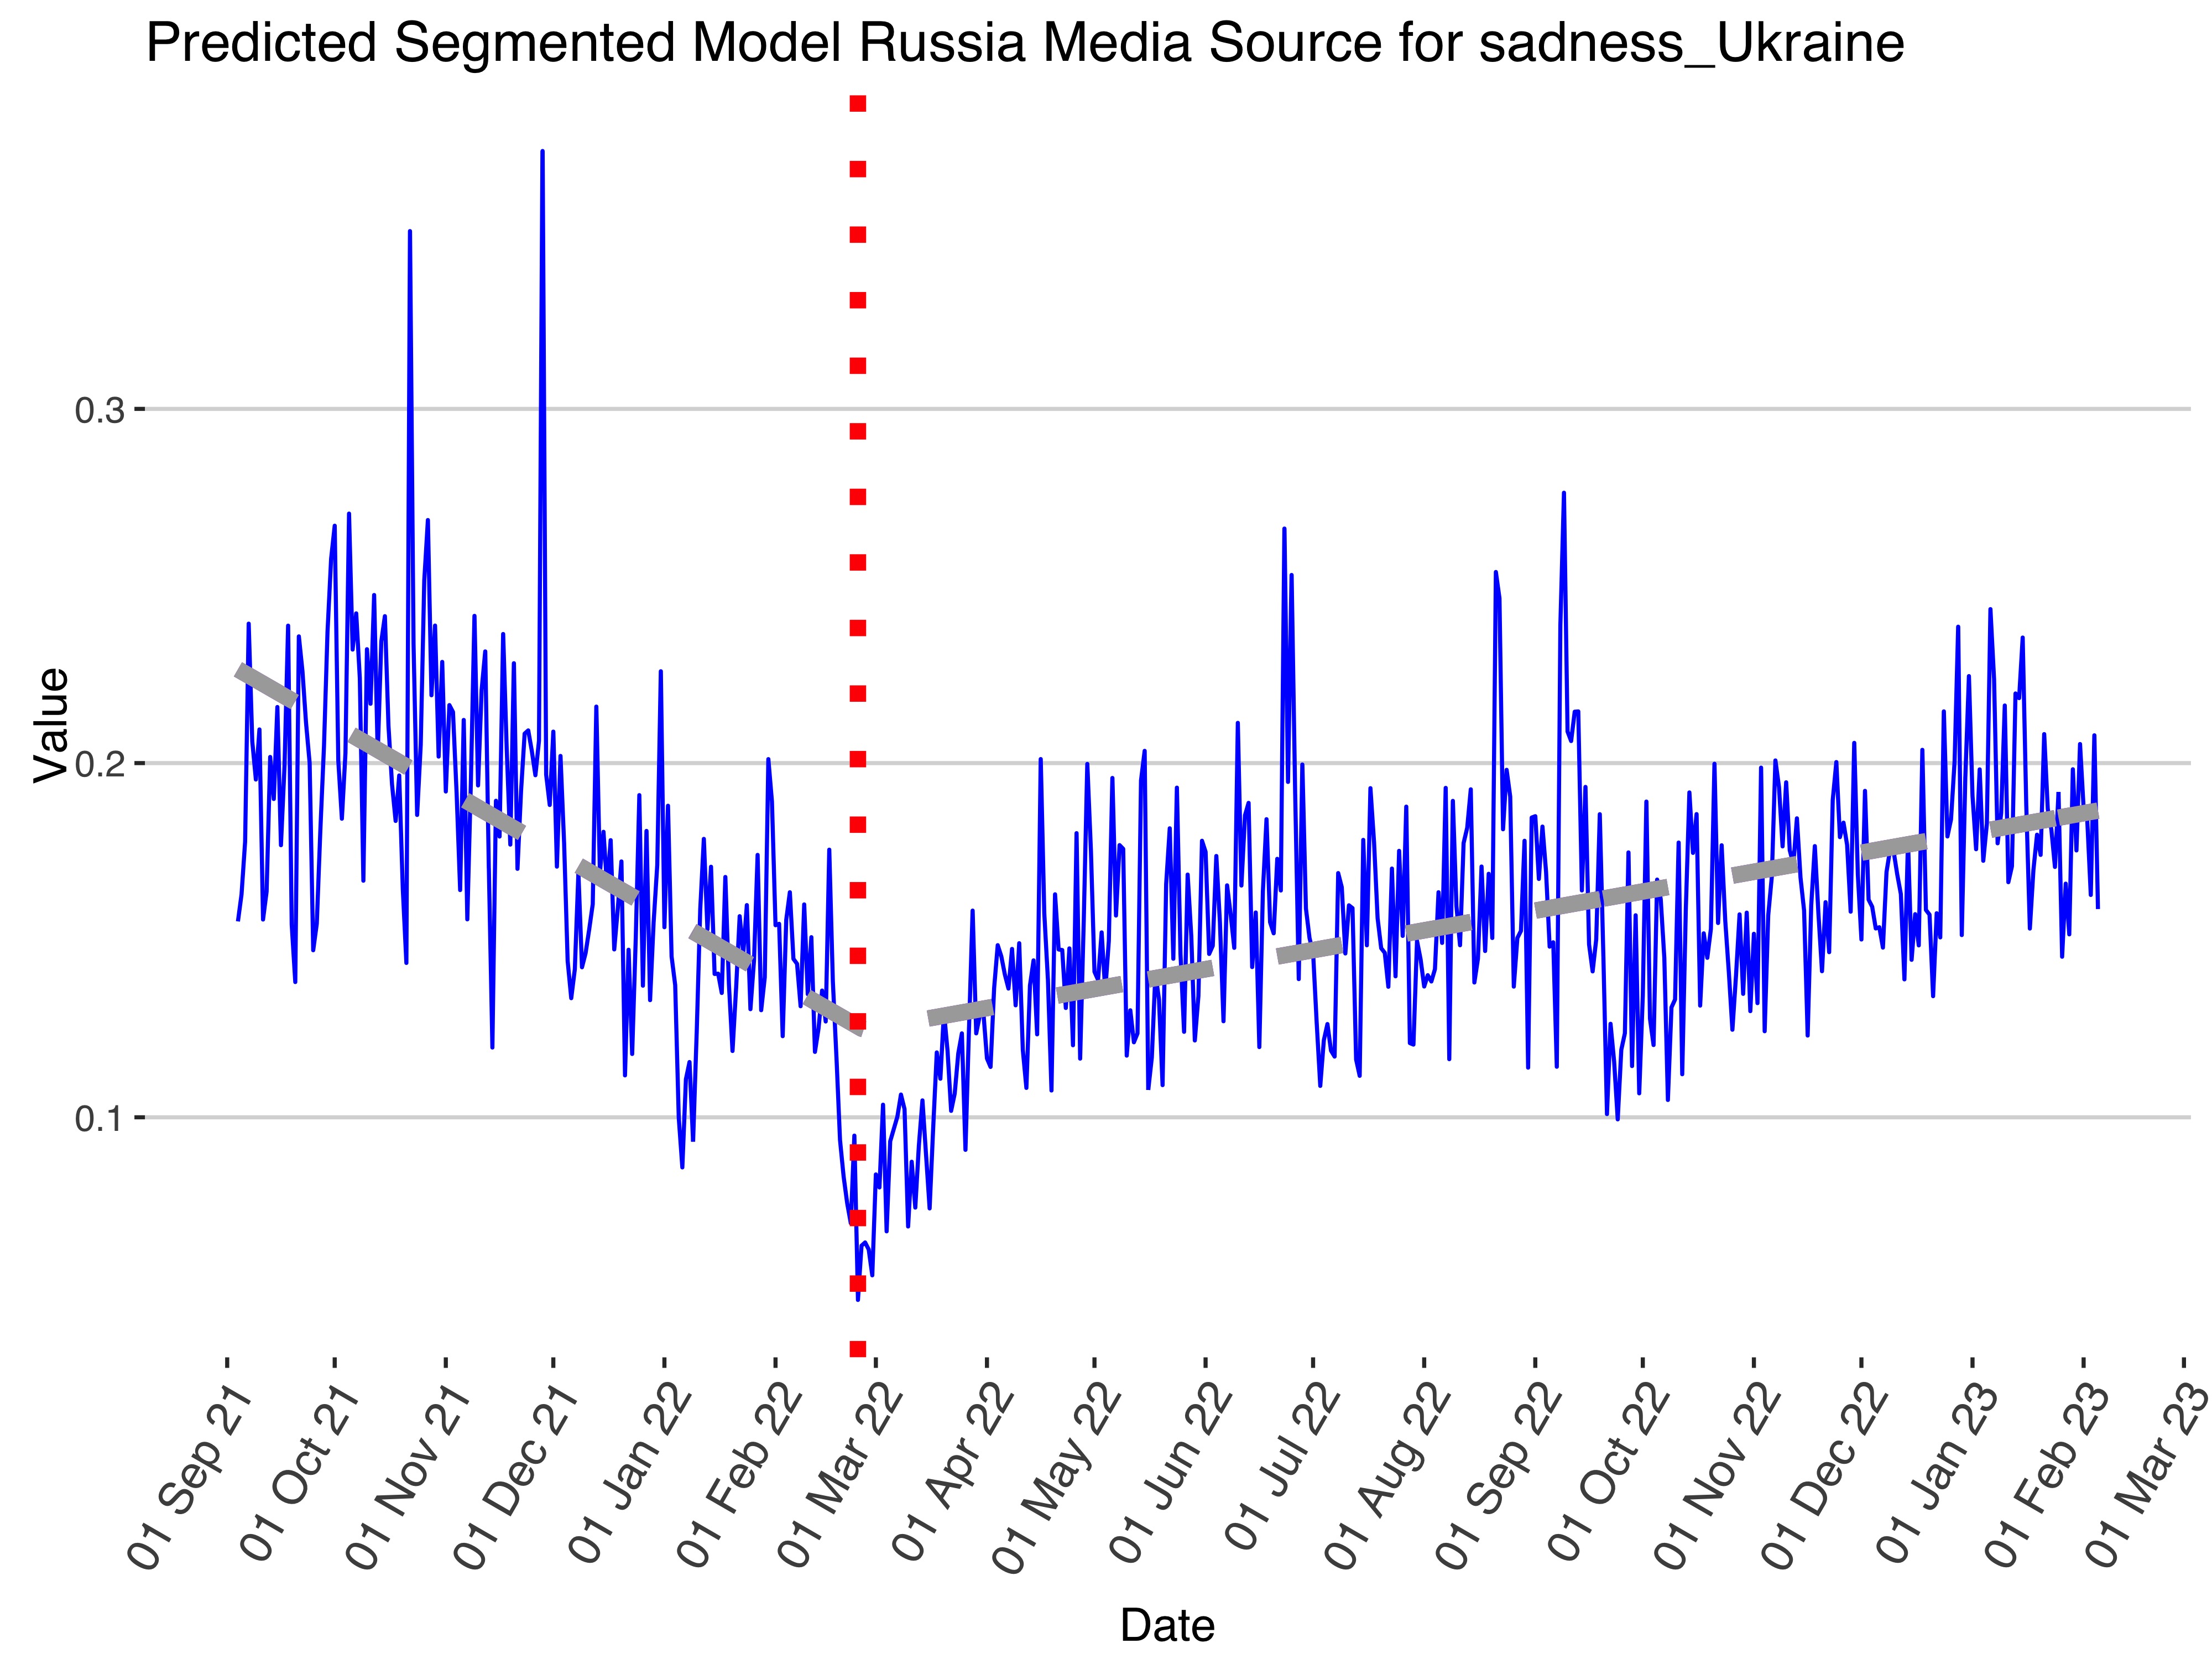 Predicted Segmented Model Russia Media Source for sadness_Ukraine
Value
0.3
0.2
0.1
01 Sep 21
01 Oct 21
01 Nov 21
01 Dec 21
01 Jan 22
01 Feb 22
01 Mar 22
01 Apr 22
01 May 22
01 Jun 22
01 Jul 22
01 Aug 22
01 Sep 22
01 Oct 22
01 Nov 22
01 Dec 22
01 Jan 23
01 Feb 23
01 Mar 23
Date